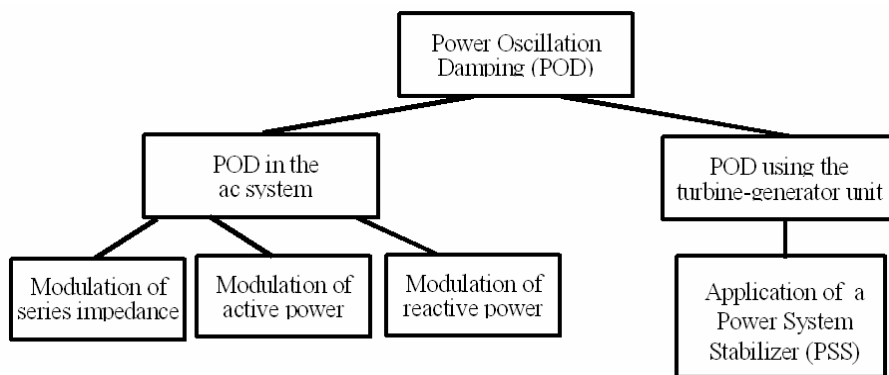 Power Oscillation
Damping (POD)
POD in the
ac system
POD using the
turbine-generator unit
Modulation of
series impedance
Modulation of
active power
Modulation of
reactive power
Application of a
Power System
Stabilizer (PSS)